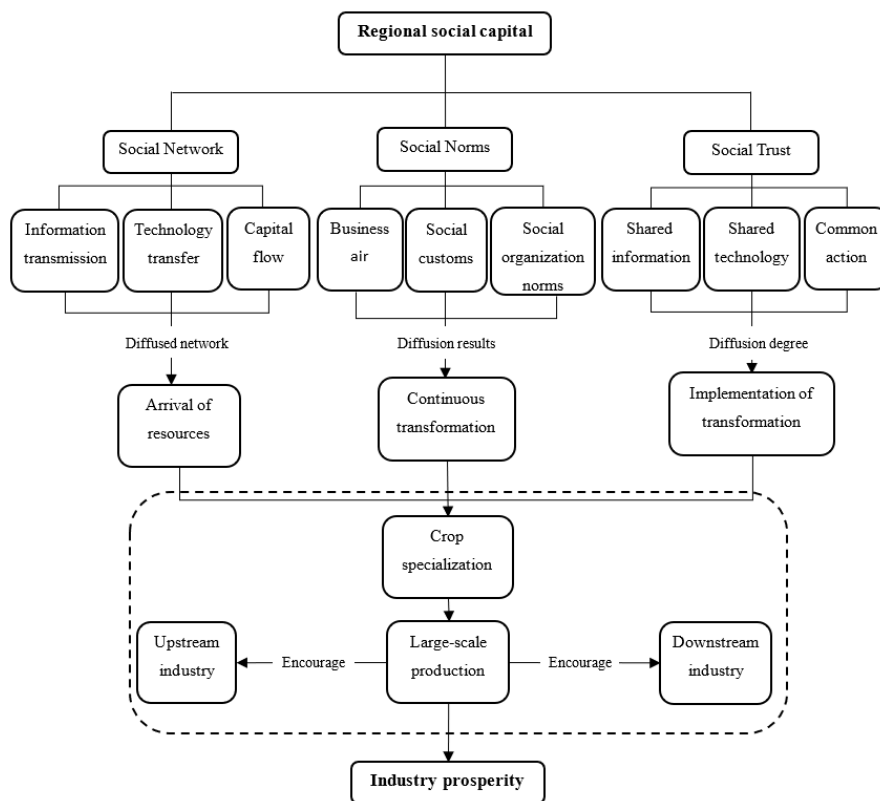 Regional social capital
Social Network
Social Norms
Social Trust
Information
transmission
Technology
transfer
Capital
flow
Business
air
Social
customs
Social
organization
norms
Shared
information
Shared
technology
Common
action
Diffused network
Diffusion results
Diffusion degree
Arrival of
resources
Continuous
transformation
Implementation of
transformation
Crop
specialization
Upstream
industry
Encourage
Large-scale
production
Encourage
Downstream
industry
Industry prosperity